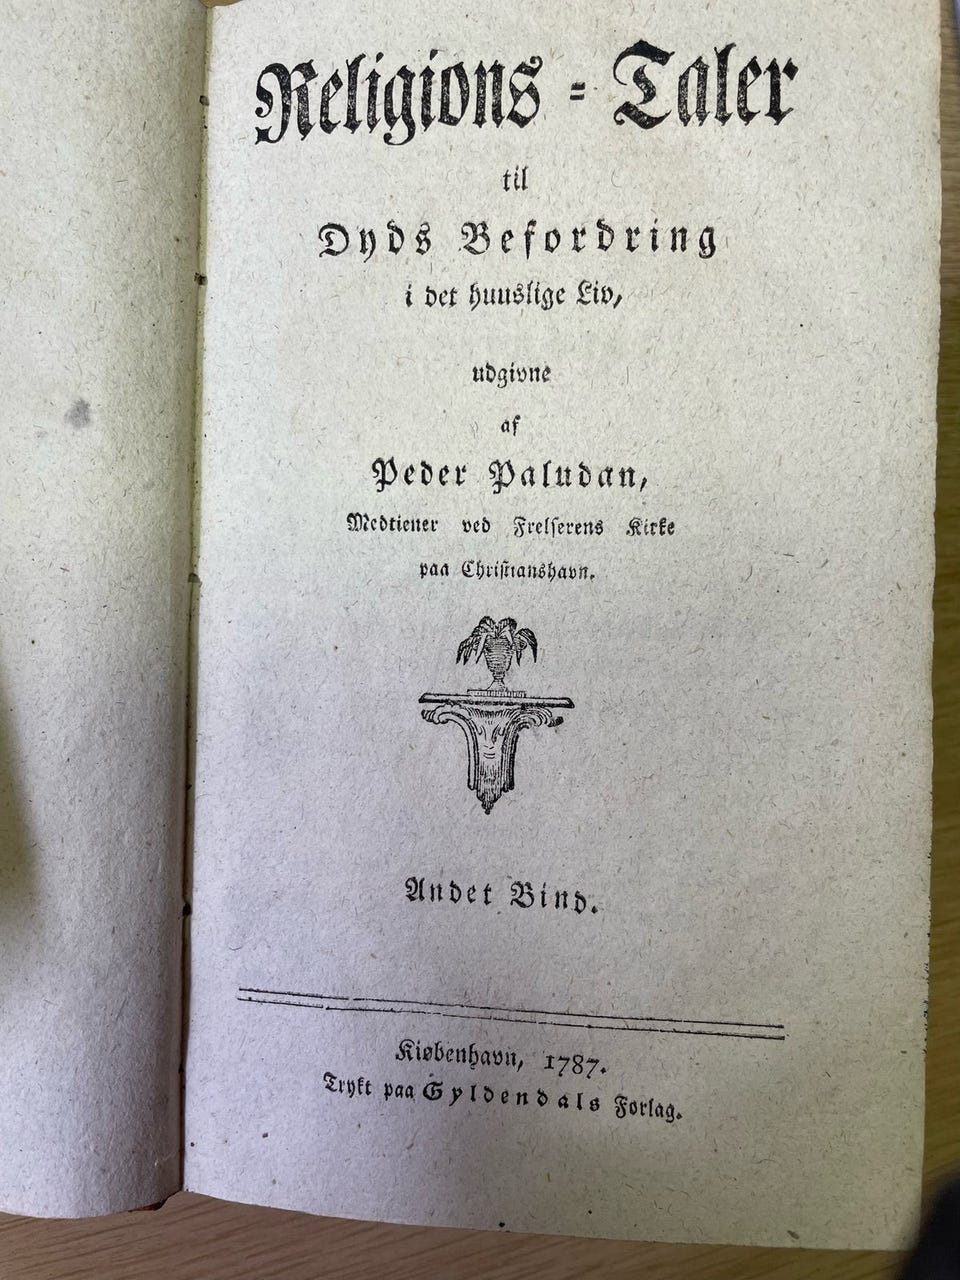 Religions-Taler
til
Dyds Befordring
i det huuslige Liv,
udgivne
af
Peder Paludan,
Medtiener ved Frelserens Kirke
paa Christianshavn.
Andet Bind.
Kiøbenhavn, 1787.
Trykt paa Gyldendals Forlag.